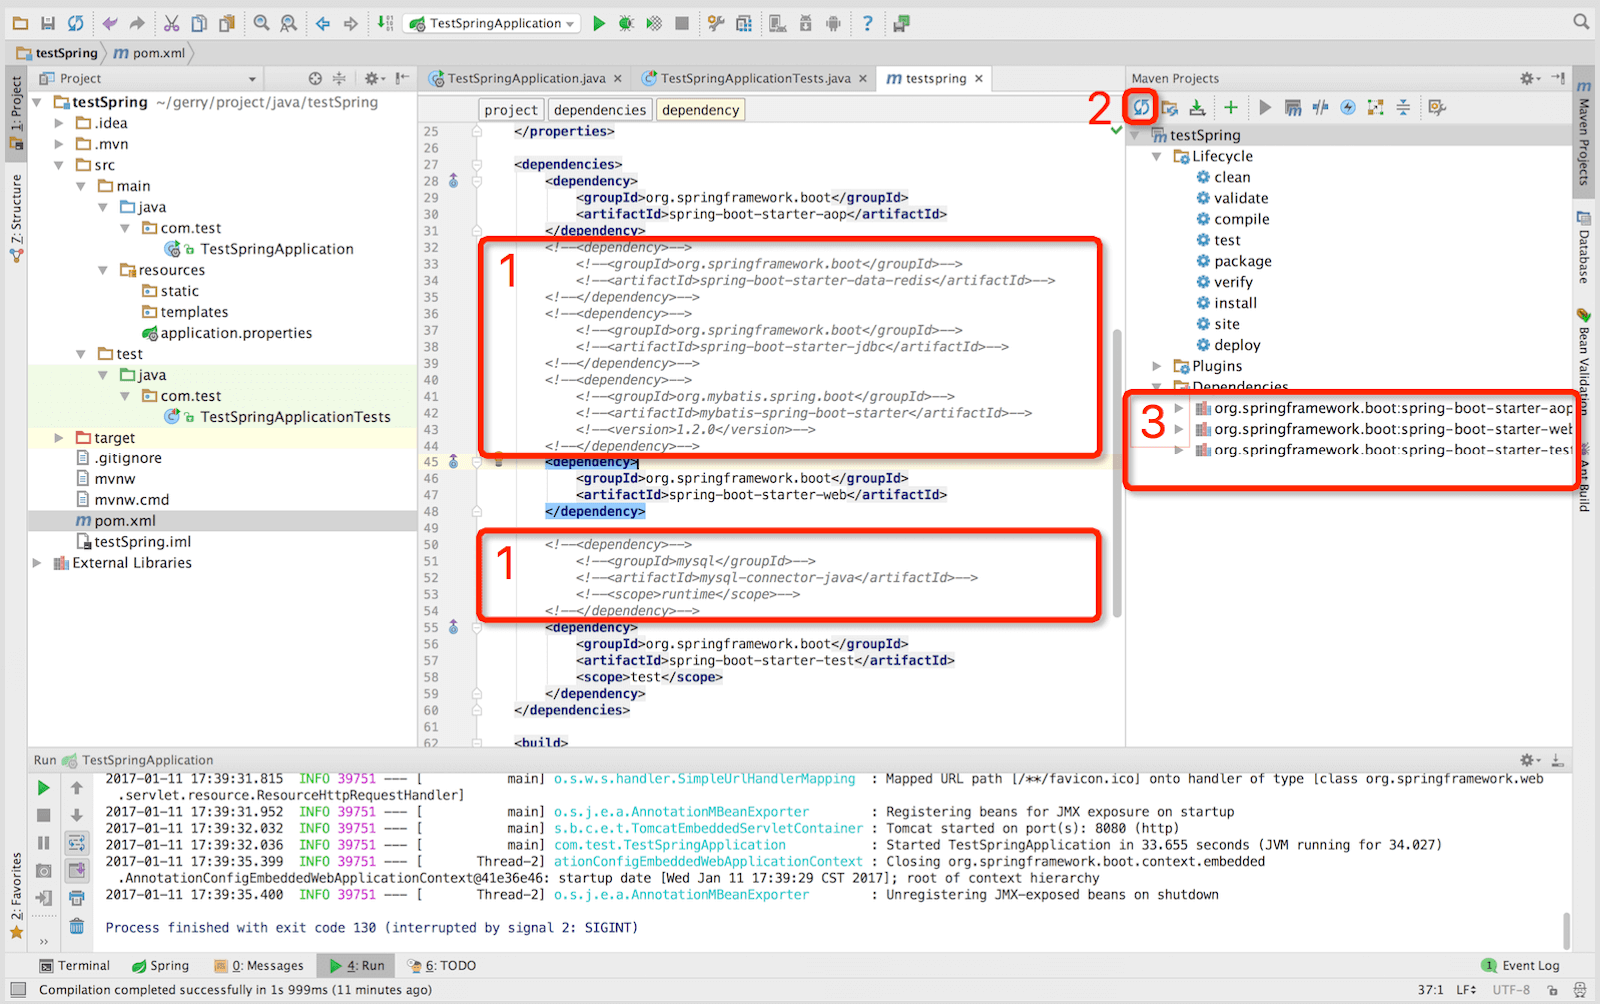 TestSpringApplication
testSpring
pom.xml
Project
TestSpringApplication.java
TestSpringApplicationTests.java
testspring
Maven Projects
1: Project
Z: Structure
2: Favorites
testSpring ~/gerry/project/java/testSpring
.idea
.mvn
src
main
java
com.test
TestSpringApplication
resources
static
templates
application.properties
test
java
com.test
TestSpringApplicationTests
target
.gitignore
mvnw
mvnw.cmd
pom.xml
testSpring.iml
External Libraries
project dependencies dependency
25 </properties>
26
27 <dependencies>
28 <dependency>
29 <groupId>org.springframework.boot</groupId>
30 <artifactId>spring-boot-starter-aop</artifactId>
31 </dependency>
32 <!--<dependency>-->
33 <!--<groupId>org.springframework.boot</groupId>-->
34 <!--<artifactId>spring-boot-starter-data-redis</artifactId>-->
35 <!--</dependency>-->
36 <!--<dependency>-->
37 <!--<groupId>org.springframework.boot</groupId>-->
38 <!--<artifactId>spring-boot-starter-jdbc</artifactId>-->
39 <!--</dependency>-->
40 <!--<dependency>-->
41 <!--<groupId>org.mybatis.spring.boot</groupId>-->
42 <!--<artifactId>mybatis-spring-boot-starter</artifactId>-->
43 <!--<version>1.2.0</version>-->
44 <!--</dependency>-->
45 <dependency>
46 <groupId>org.springframework.boot</groupId>
47 <artifactId>spring-boot-starter-web</artifactId>
48 </dependency>
49
50 <!--<dependency>-->
51 <!--<groupId>mysql</groupId>-->
52 <!--<artifactId>mysql-connector-java</artifactId>-->
53 <!--<scope>runtime</scope>-->
54 <!--</dependency>-->
55 <dependency>
56 <groupId>org.springframework.boot</groupId>
57 <artifactId>spring-boot-starter-test</artifactId>
58 <scope>test</scope>
59 </dependency>
60 </dependencies>
61
62 <build>
1
1
2
3
testSpring
Lifecycle
clean
validate
compile
test
package
verify
install
site
deploy
Plugins
Dependencies
org.springframework.boot:spring-boot-starter-aop
org.springframework.boot:spring-boot-starter-web
org.springframework.boot:spring-boot-starter-test
Maven Projects
Database
Bean Validation
Ant Build
Run TestSpringApplication
2017-01-11 17:39:31.815 INFO 39751 --- [ main] o.s.w.s.handler.SimpleUrlHandlerMapping : Mapped URL path [/**/favicon.ico] onto handler of type [class org.springframework.web
.servlet.resource.ResourceHttpRequestHandler]
2017-01-11 17:39:31.952 INFO 39751 --- [ main] o.s.j.e.a.AnnotationMBeanExporter : Registering beans for JMX exposure on startup
2017-01-11 17:39:32.032 INFO 39751 --- [ main] s.b.c.e.t.TomcatEmbeddedServletContainer : Tomcat started on port(s): 8080 (http)
2017-01-11 17:39:32.036 INFO 39751 --- [ main] com.test.TestSpringApplication : Started TestSpringApplication in 33.655 seconds (JVM running for 34.027)
2017-01-11 17:39:35.399 INFO 39751 --- [ Thread-2] ationConfigEmbeddedWebApplicationContext : Closing org.springframework.boot.context.embedded
.AnnotationConfigEmbeddedWebApplicationContext@41e36e46: startup date [Wed Jan 11 17:39:29 CST 2017]; root of context hierarchy
2017-01-11 17:39:35.400 INFO 39751 --- [ Thread-2] o.s.j.e.a.AnnotationMBeanExporter : Unregistering JMX-exposed beans on shutdown
Process finished with exit code 130 (interrupted by signal 2: SIGINT)
Terminal Spring 0: Messages 4: Run 6: TODO 1 Event Log
Compilation completed successfully in 1s 999ms (11 minutes ago) 37:1 LF UTF-8